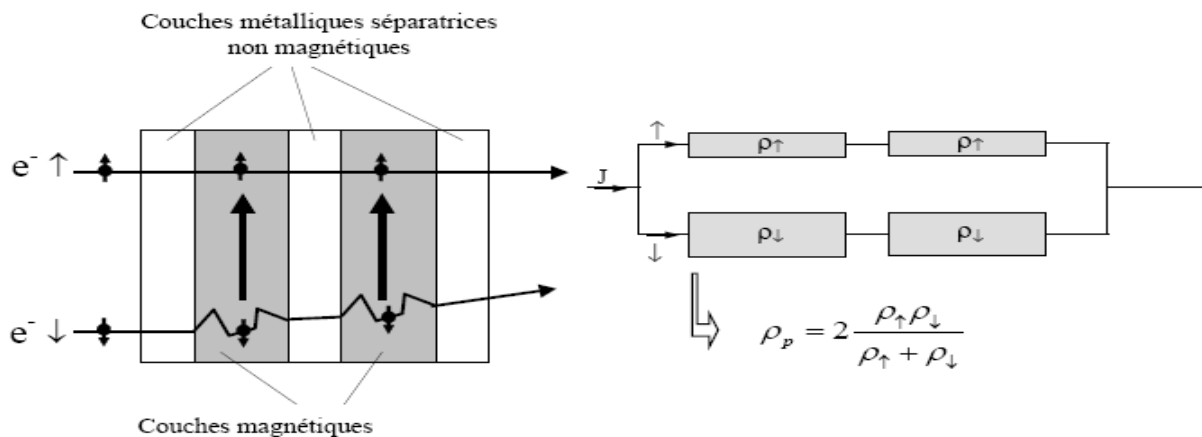 Couches métalliques séparatrices
non magnétiques
e⁻ ↑
e⁻ ↓
Couches magnétiques
↑
J
↓
ρ↑ ρ↑
ρ↓ ρ↓
ρₚ = 2 ρ↑ρ↓ / (ρ↑ + ρ↓)